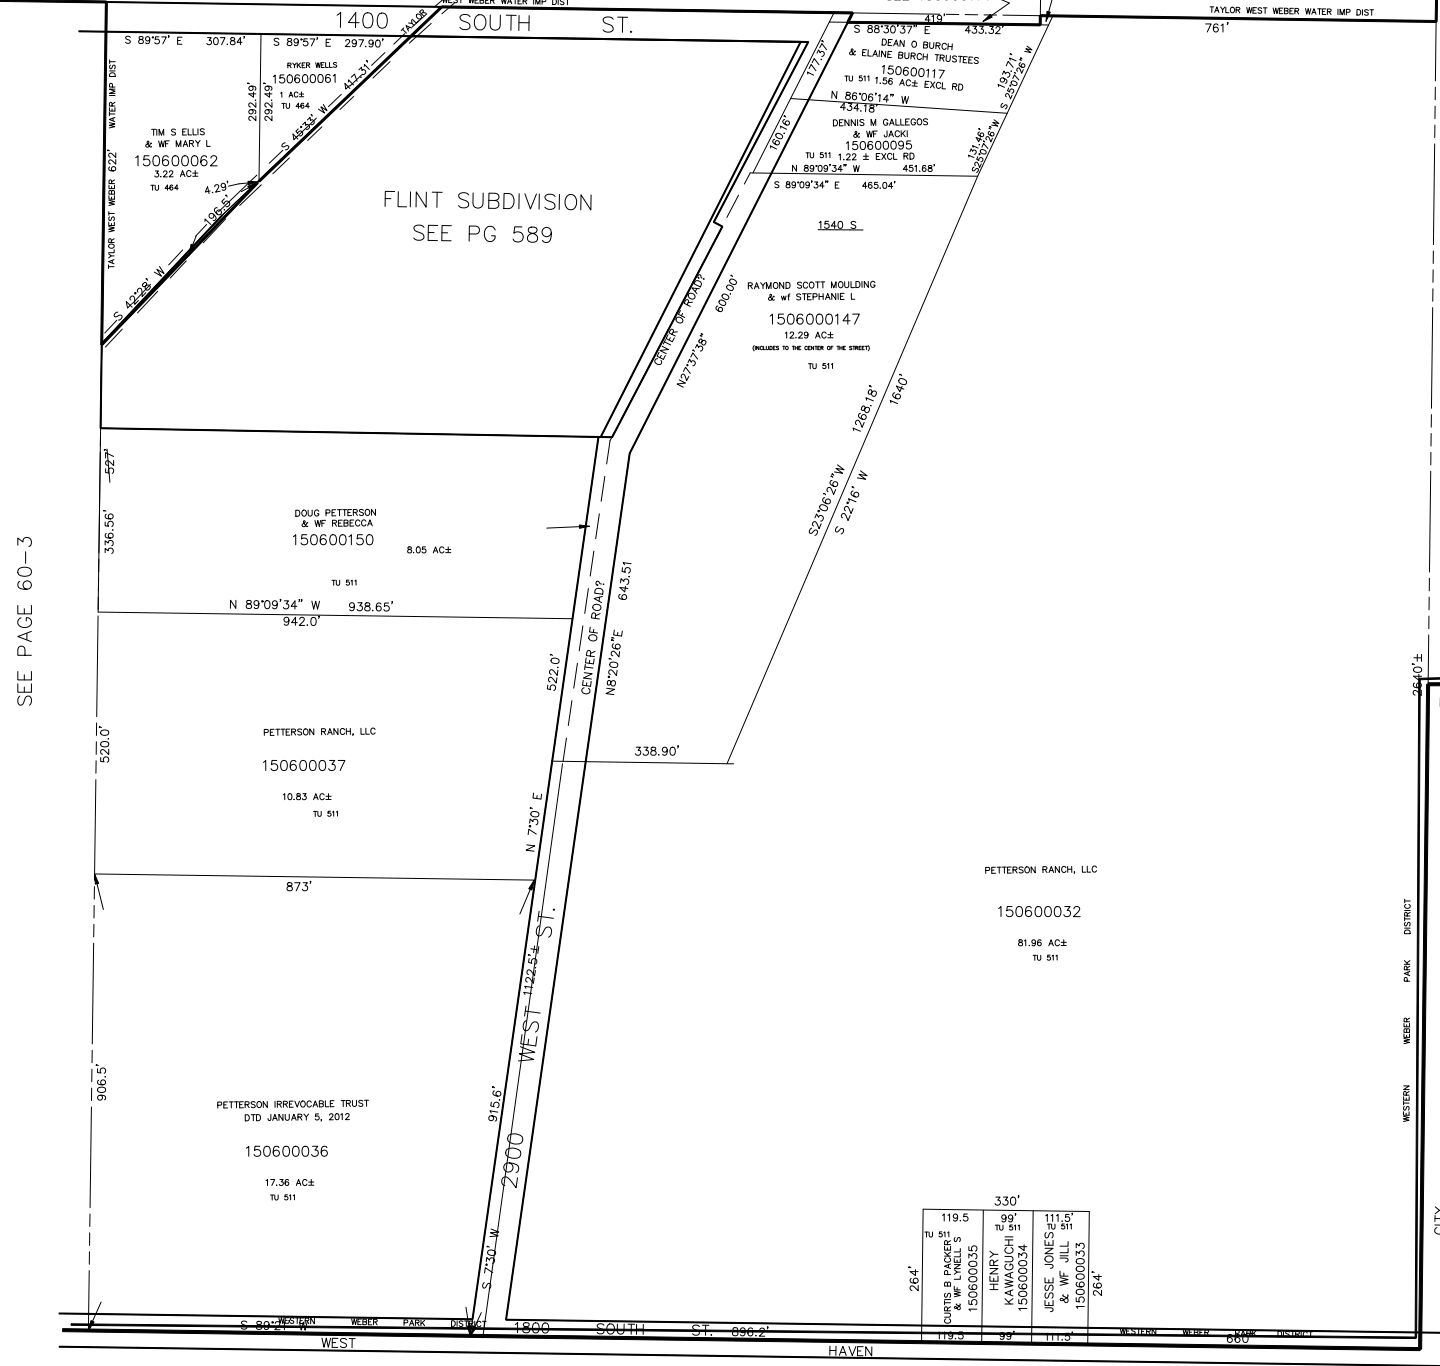 WEST WEBER WATER IMP DIST
1400 SOUTH ST.
TAYLOR
419'
TAYLOR WEST WEBER WATER IMP DIST
761'
S 89°57' E 307.84'
S 89°57' E 297.90'
S 88°30'37" E 433.32'
DEAN O BURCH
& ELAINE BURCH TRUSTEES
150600117
TU 511 1.56 AC± EXCL RD
177.37'
193.71'
S 25°07'26" W
RYKER WELLS
150600061
1 AC±
TU 464
292.49'
292.49'
417.31'
S 45°33' W
TAYLOR WEST WEBER 622' WATER IMP DIST
TIM S ELLIS
& WF MARY L
150600062
3.22 AC±
TU 464
4.29'
196.5'
S 42°28' W
N 86°06'14" W
434.18'
DENNIS M GALLEGOS
& WF JACKI
150600095
TU 511 1.22 ± EXCL RD
160.16'
131.46'
S25°07'26"W
N 89°09'34" W 451.68'
S 89°09'34" E 465.04'
FLINT SUBDIVISION
SEE PG 589
1540 S
RAYMOND SCOTT MOULDING
& wf STEPHANIE L
1506000147
12.29 AC±
(INCLUDES TO THE CENTER OF THE STREET)
TU 511
CENTER OF ROAD?
600.00'
N27°37'38"
1268.18'
1640'
S23°06'26"W
S 22°16' W
527'
336.56'
DOUG PETTERSON
& WF REBECCA
150600150
8.05 AC±
TU 511
N 89°09'34" W 938.65'
942.0'
SEE PAGE 60-3
643.51
CENTER OF ROAD?
N8°20'26"E
522.0'
2640'±
520.0'
PETTERSON RANCH, LLC
150600037
10.83 AC±
TU 511
338.90'
N 7°30' E
873'
PETTERSON RANCH, LLC
150600032
81.96 AC±
TU 511
WESTERN WEBER PARK DISTRICT
1122.5'±
2900 WEST ST.
906.5'
915.6'
PETTERSON IRREVOCABLE TRUST
DTD JANUARY 5, 2012
150600036
17.36 AC±
TU 511
S 7°30' W
330'
119.5
99'
111.5'
TU 511
TU 511
TU 511
264'
CURTIS B PACKER
& WF LYNELL S
150600035
HENRY
KAWAGUCHI
150600034
JESSE JONES
& WF JILL
150600033
264'
CITY
S 89°21' W
WESTERN WEBER PARK DISTRICT
1800 SOUTH ST. 896.2'
119.5
99'
111.5'
WESTERN WEBER PARK DISTRICT
660'
WEST HAVEN